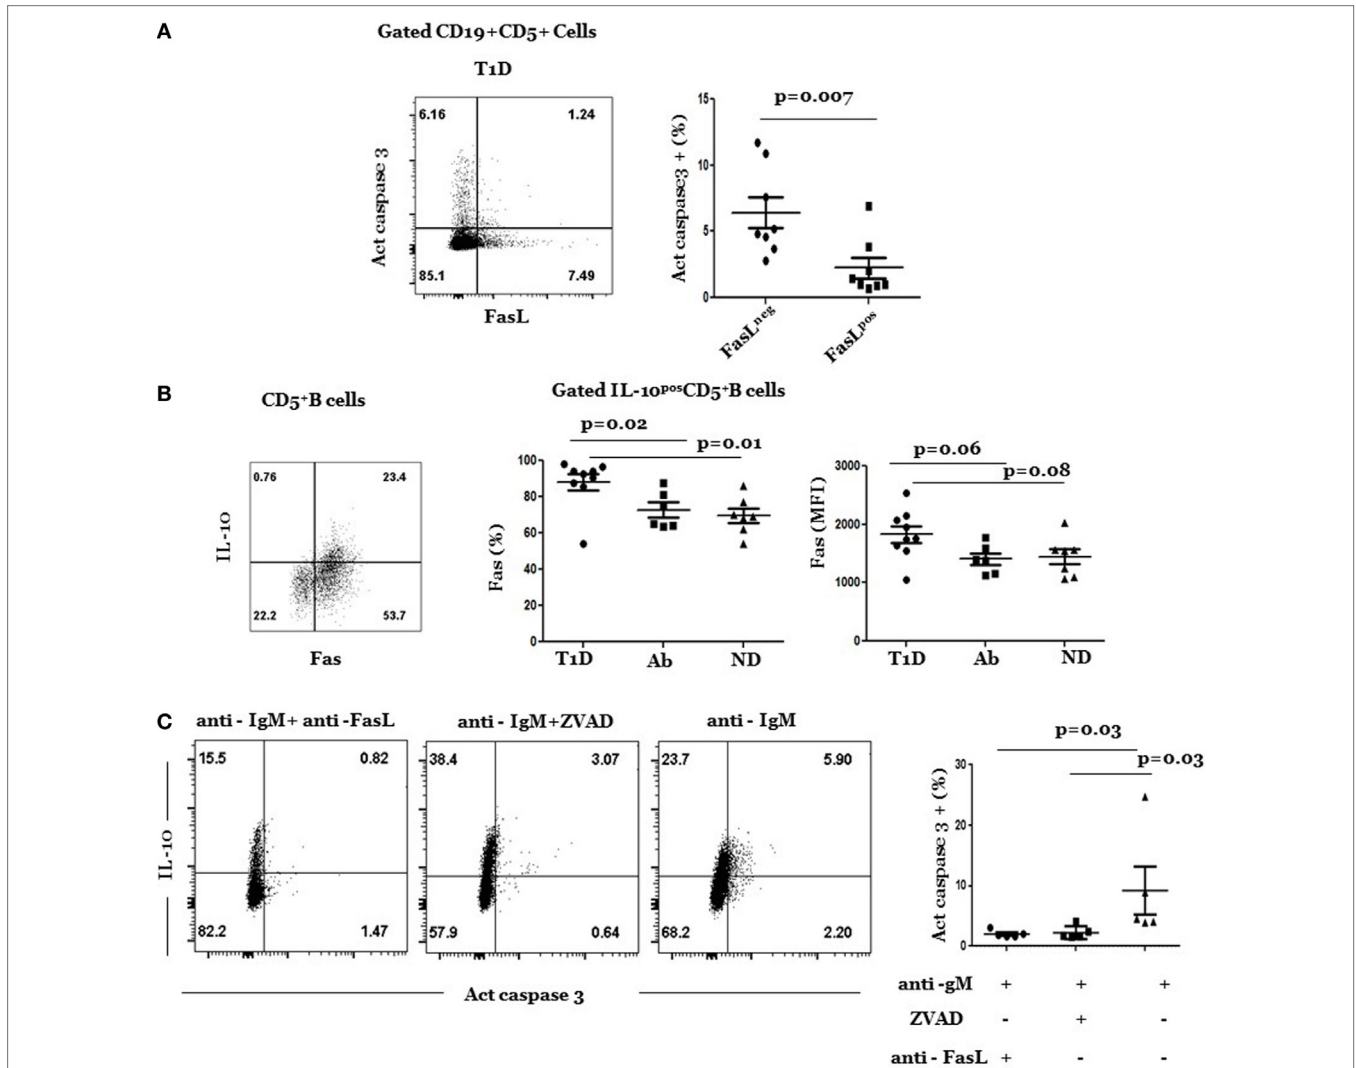 A
Gated CD19+CD5+ Cells
T1D
6.16 1.24
85.1 7.49
Act caspase 3
FasL
p=0.007
15
10
5
0
Act caspase3 + (%)
FasLneg
FasLpos
B
CD5+B cells
0.76 23.4
22.2 53.7
IL-10
Fas
Gated IL-10posCD5+B cells
p=0.02
p=0.01
100
80
60
40
20
0
Fas (%)
T1D Ab ND
p=0.06
p=0.08
3000
2000
1000
0
Fas (MFI)
T1D Ab ND
C
anti - IgM+ anti -FasL
15.5 0.82
82.2 1.47
anti - IgM+ZVAD
38.4 3.07
57.9 0.64
anti - IgM
23.7 5.90
68.2 2.20
IL-10
Act caspase 3
p=0.03
p=0.03
30
20
10
0
Act caspase 3 + (%)
anti -gM + + +
ZVAD - + -
anti - FasL + - -